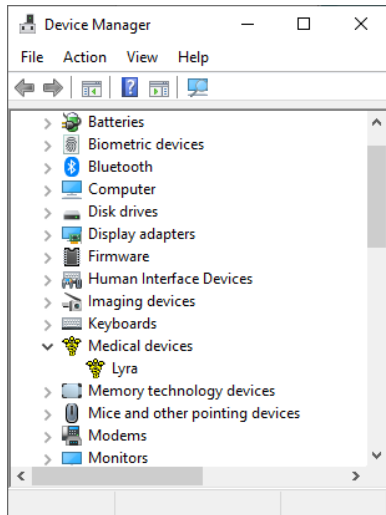 Device Manager
File Action View Help
Batteries
Biometric devices
Bluetooth
Computer
Disk drives
Display adapters
Firmware
Human Interface Devices
Imaging devices
Keyboards
Medical devices
Lyra
Memory technology devices
Mice and other pointing devices
Modems
Monitors